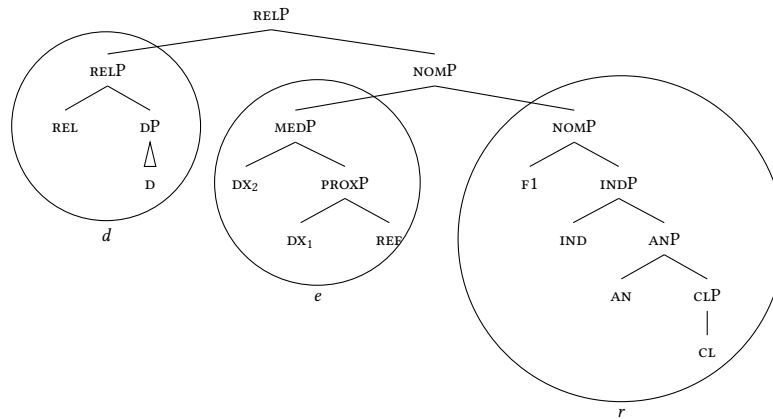 RELP
RELP NOMP
REL DP MEDP NOMP
D DX₂ PROXP F1 INDP
d DX₁ REF IND ANP
e AN CLP
CL
r